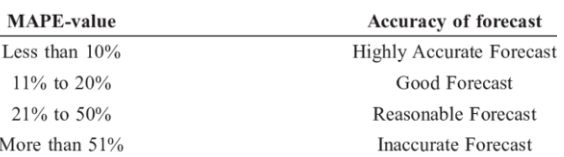 MAPE-value Accuracy of forecast
Less than 10% Highly Accurate Forecast
11% to 20% Good Forecast
21% to 50% Reasonable Forecast
More than 51% Inaccurate Forecast